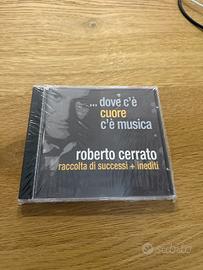 ... dove c'è
cuore
c'è musica
roberto cerrato
raccolta di successi + inediti
subito